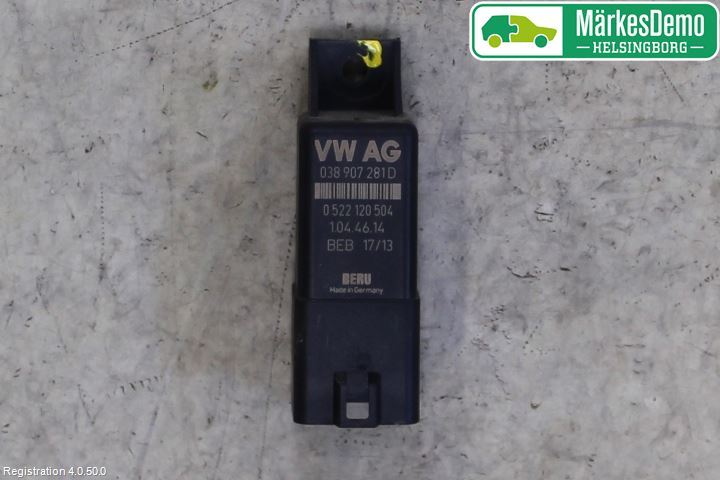 MärkesDemo
HELSINGBORG
VW AG
038 907 281D
0 522 120 504
1.04.46.14
BEB 17/13
BERU
Made in Germany
Registration 4.0.50.0